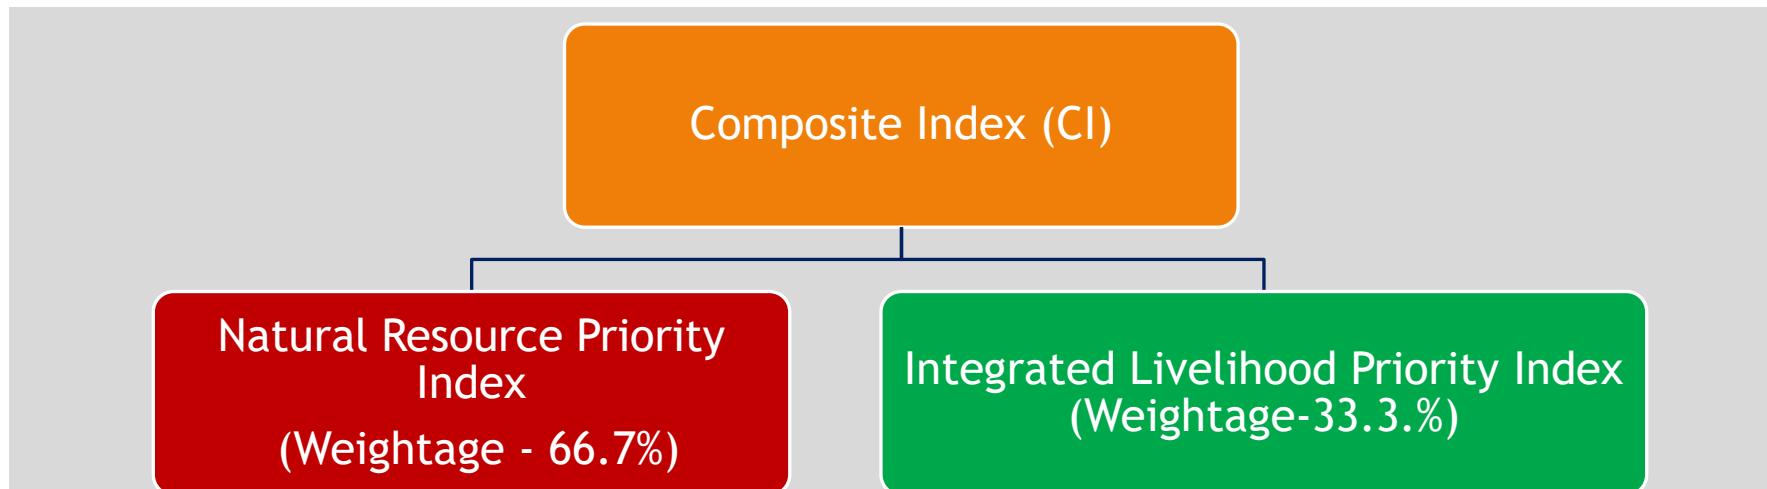 Composite Index (CI)
Natural Resource Priority
Index
(Weightage - 66.7%)
Integrated Livelihood Priority Index
(Weightage-33.3.%)